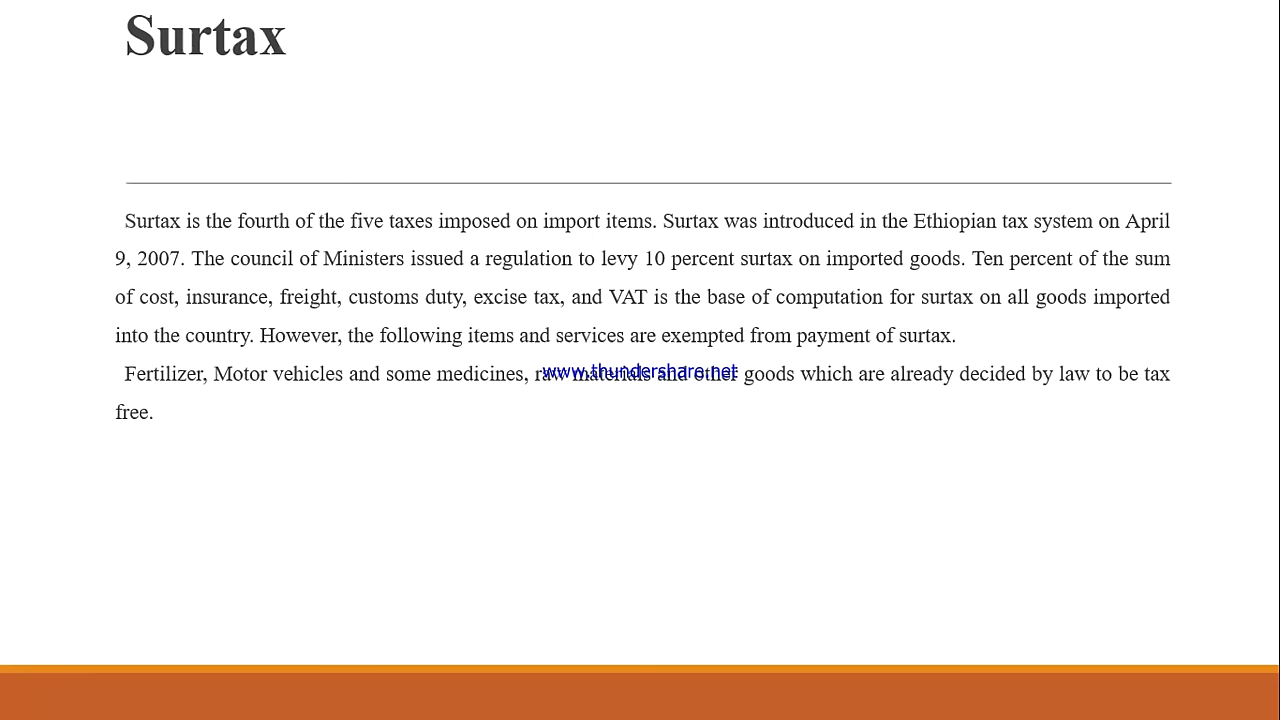 Surtax
Surtax is the fourth of the five taxes imposed on import items. Surtax was introduced in the Ethiopian tax system on April
9, 2007. The council of Ministers issued a regulation to levy 10 percent surtax on imported goods. Ten percent of the sum
of cost, insurance, freight, customs duty, excise tax, and VAT is the base of computation for surtax on all goods imported
into the country. However, the following items and services are exempted from payment of surtax.
Fertilizer, Motor vehicles and some medicines, raw materials and other goods which are already decided by law to be tax
www.thundershare.net
free.